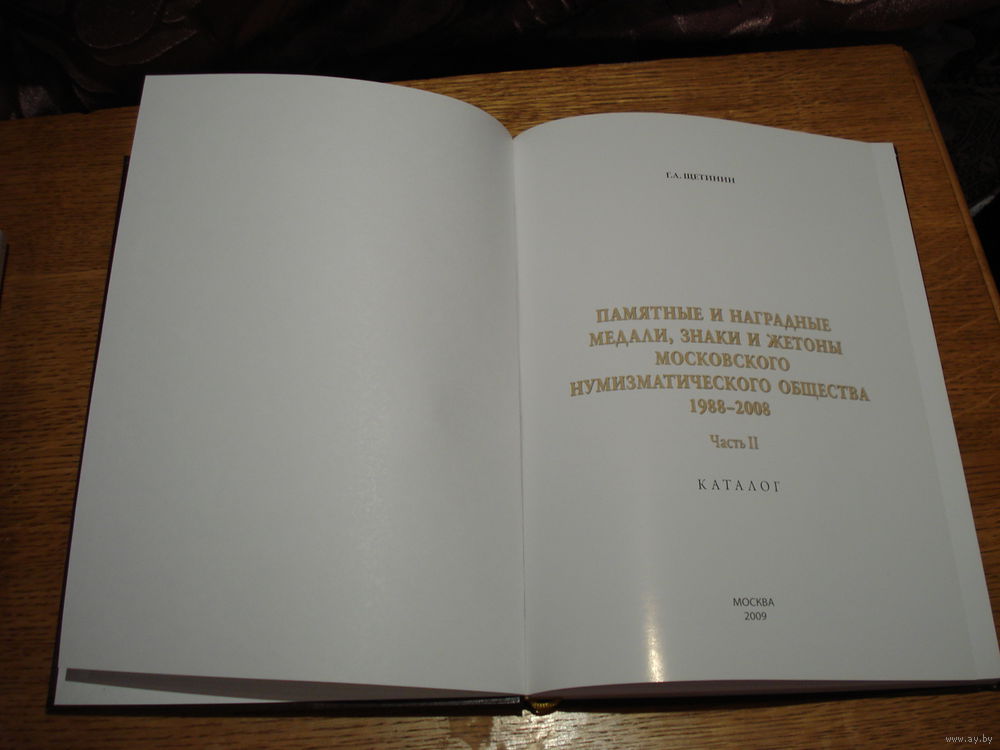 Г.А. ЩЕТИНИН
ПАМЯТНЫЕ И НАГРАДНЫЕ
МЕДАЛИ, ЗНАКИ И ЖЕТОНЫ
МОСКОВСКОГО
НУМИЗМАТИЧЕСКОГО ОБЩЕСТВА
1988–2008
Часть II
КАТАЛОГ
МОСКВА
2009
www.ay.by